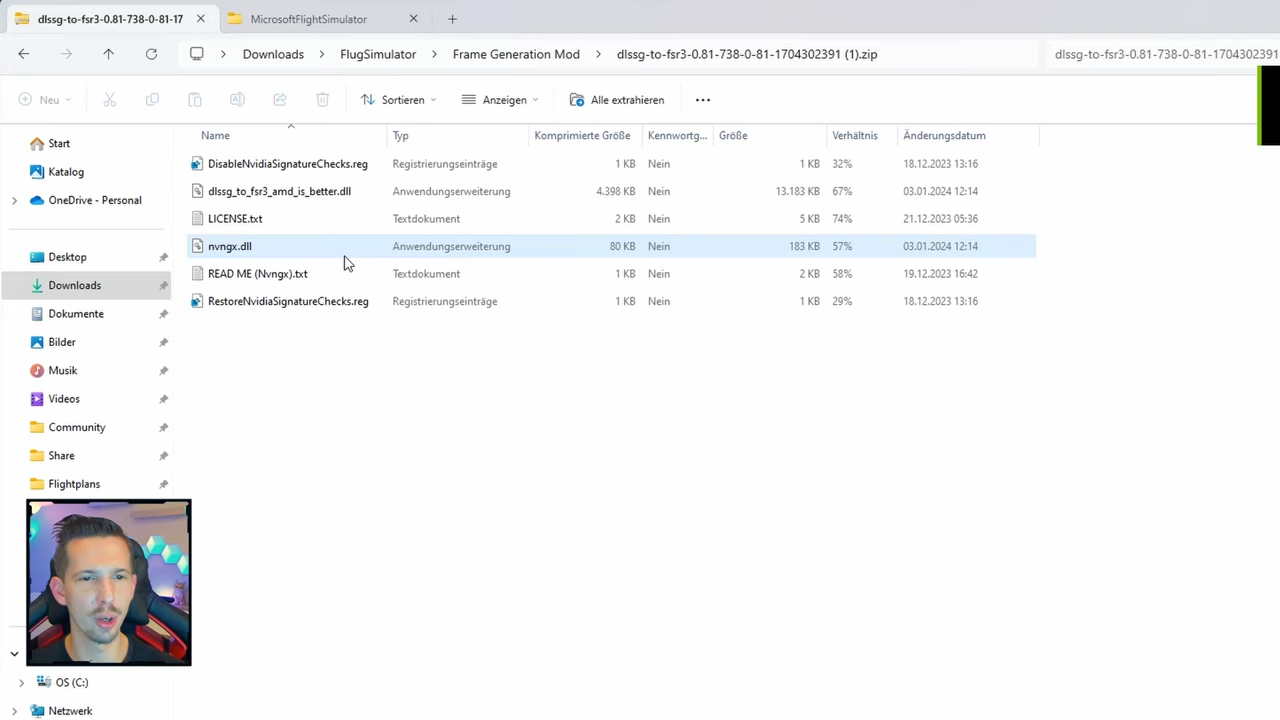 dlssg-to-fsr3-0.81-738-0-81-17
MicrosoftFlightSimulator
Downloads > FlugSimulator > Frame Generation Mod > dlssg-to-fsr3-0.81-738-0-81-1704302391 (1).zip
dlssg-to-fsr3-0.81-738-0-81-1704302391
Neu
Sortieren
Anzeigen
Alle extrahieren
Name Typ Komprimierte Größe Kennwortg... Größe Verhältnis Änderungsdatum
DisableNvidiaSignatureChecks.reg Registrierungseinträge 1 KB Nein 1 KB 32% 18.12.2023 13:16
dlssg_to_fsr3_amd_is_better.dll Anwendungserweiterung 4.398 KB Nein 13.183 KB 67% 03.01.2024 12:14
LICENSE.txt Textdokument 2 KB Nein 5 KB 74% 21.12.2023 05:36
nvngx.dll Anwendungserweiterung 80 KB Nein 183 KB 57% 03.01.2024 12:14
READ ME (Nvngx).txt Textdokument 1 KB Nein 2 KB 58% 19.12.2023 16:42
RestoreNvidiaSignatureChecks.reg Registrierungseinträge 1 KB Nein 1 KB 29% 18.12.2023 13:16
Start
Katalog
OneDrive - Personal
Desktop
Downloads
Dokumente
Bilder
Musik
Videos
Community
Share
Flightplans
OS (C:)
Netzwerk